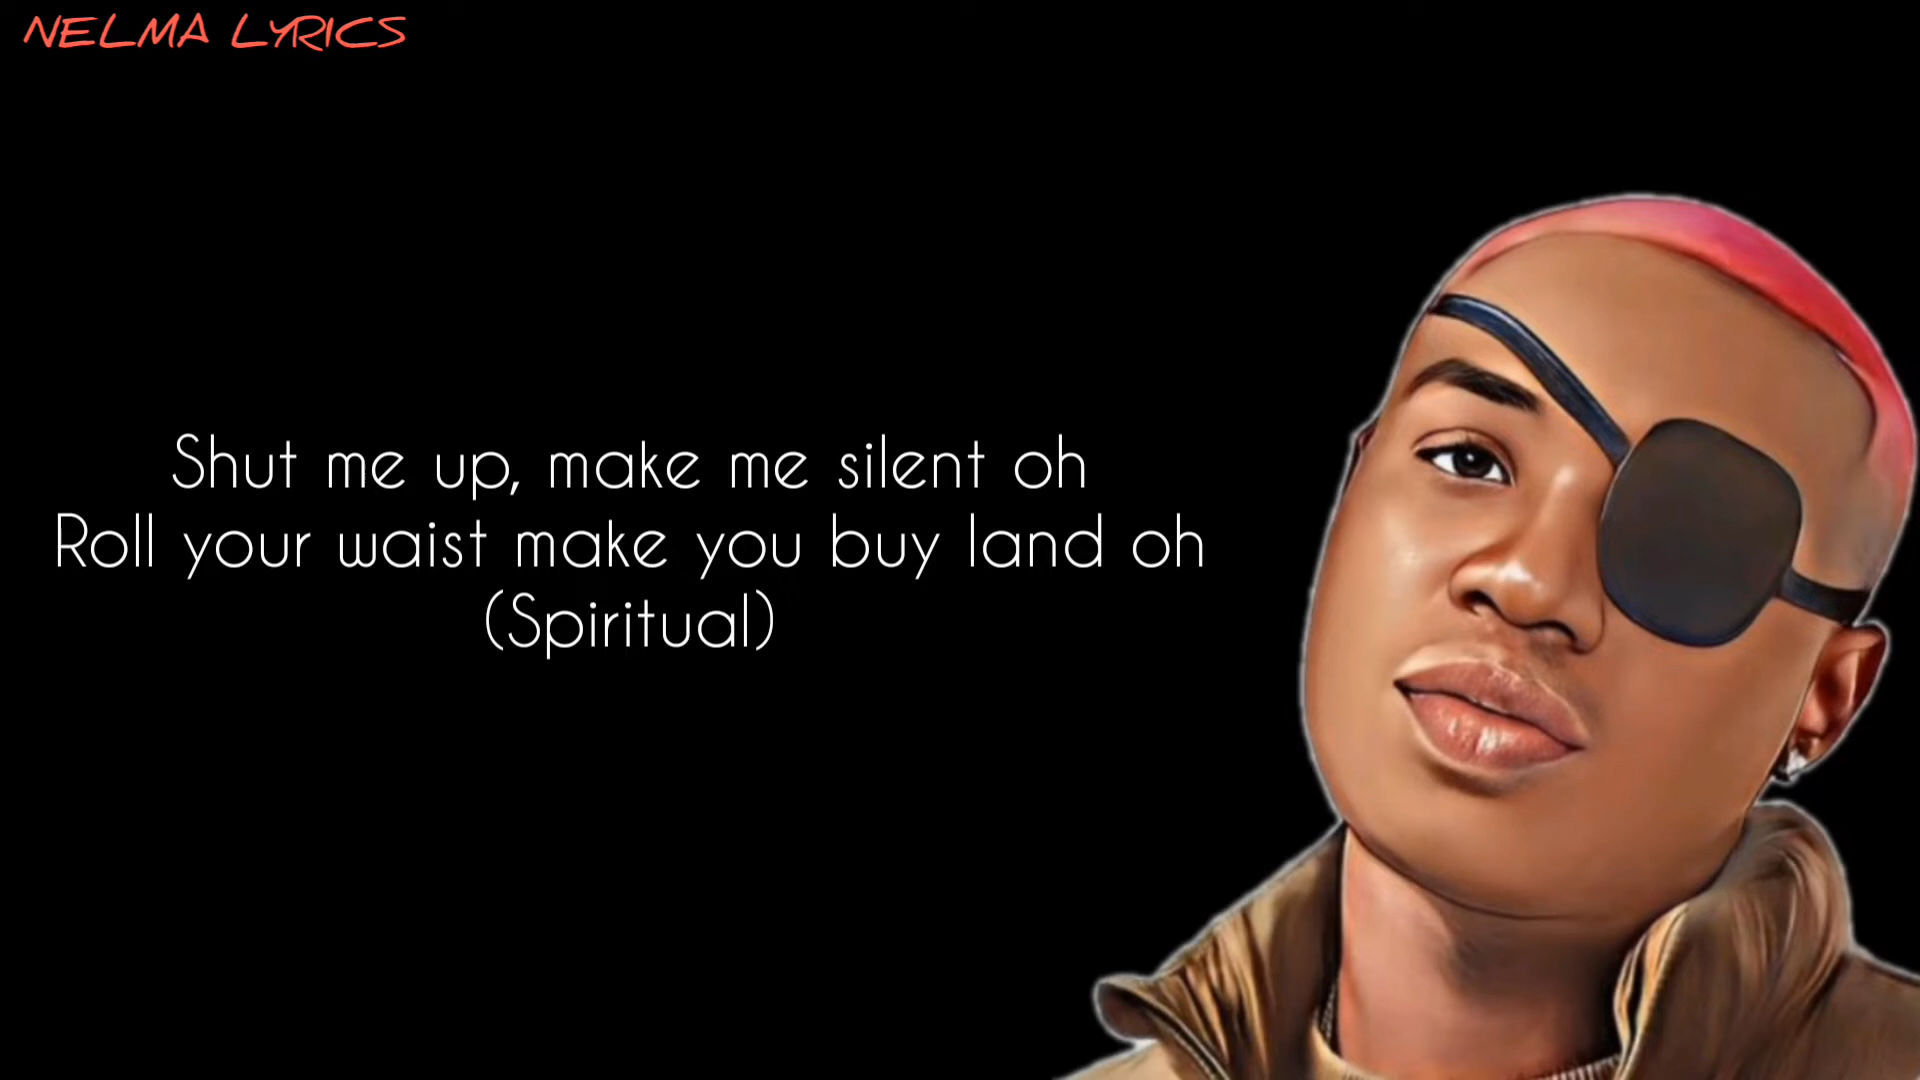 NELMA LYRICS
Shut me up, make me silent oh
Roll your waist make you buy land oh
(Spiritual)